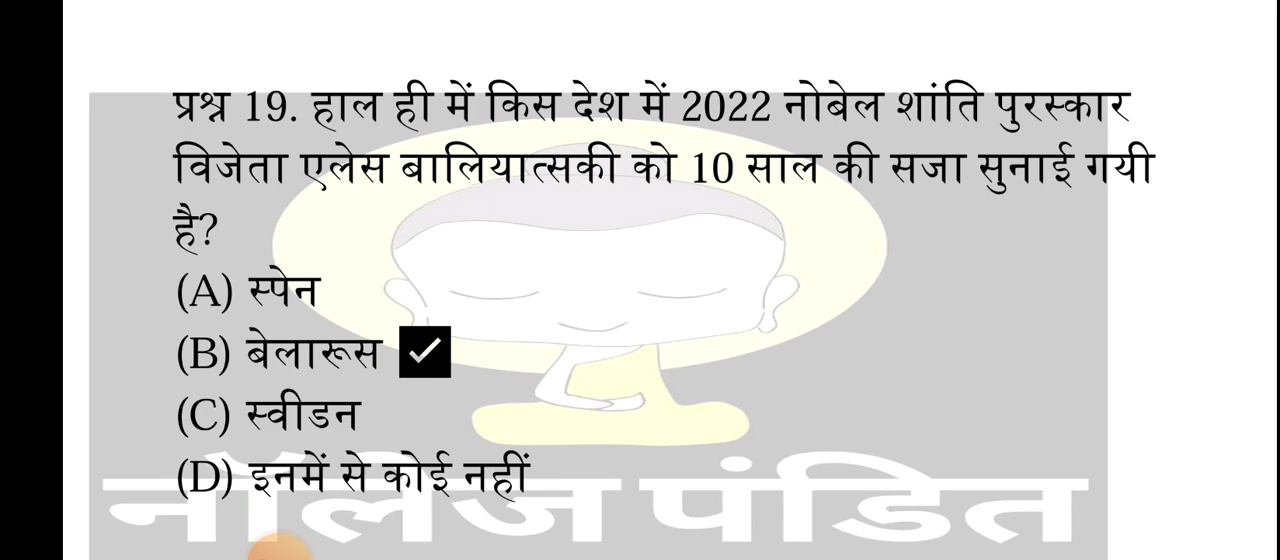 प्रश्न 19. हाल ही में किस देश में 2022 नोबेल शांति पुरस्कार
विजेता एलेस बालियात्सकी को 10 साल की सजा सुनाई गयी
है?
(A) स्पेन
(B) बेलारूस
(C) स्वीडन
(D) इनमें से कोई नहीं
नॉलेज पंडित